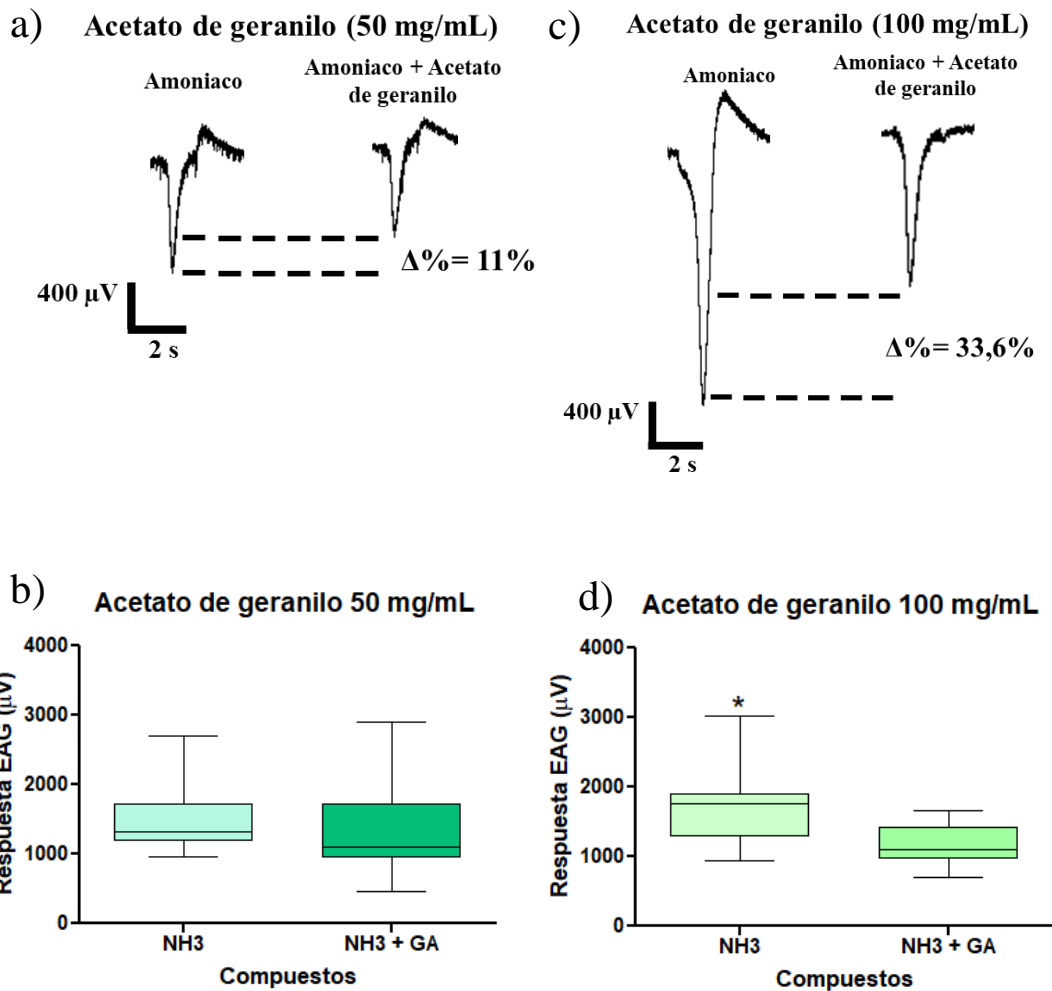 a)
Acetato de geranilo (50 mg/mL)
Amoniaco
Amoniaco + Acetato
de geranilo
Δ%= 11%
400 µV
2 s
c)
Acetato de geranilo (100 mg/mL)
Amoniaco
Amoniaco + Acetato
de geranilo
Δ%= 33,6%
400 µV
2 s
b)
Acetato de geranilo 50 mg/mL
Respuesta EAG (µV)
4000
3000
2000
1000
0
NH3
NH3 + GA
Compuestos
d)
Acetato de geranilo 100 mg/mL
Respuesta EAG (µV)
4000
3000
2000
1000
0
*
NH3
NH3 + GA
Compuestos